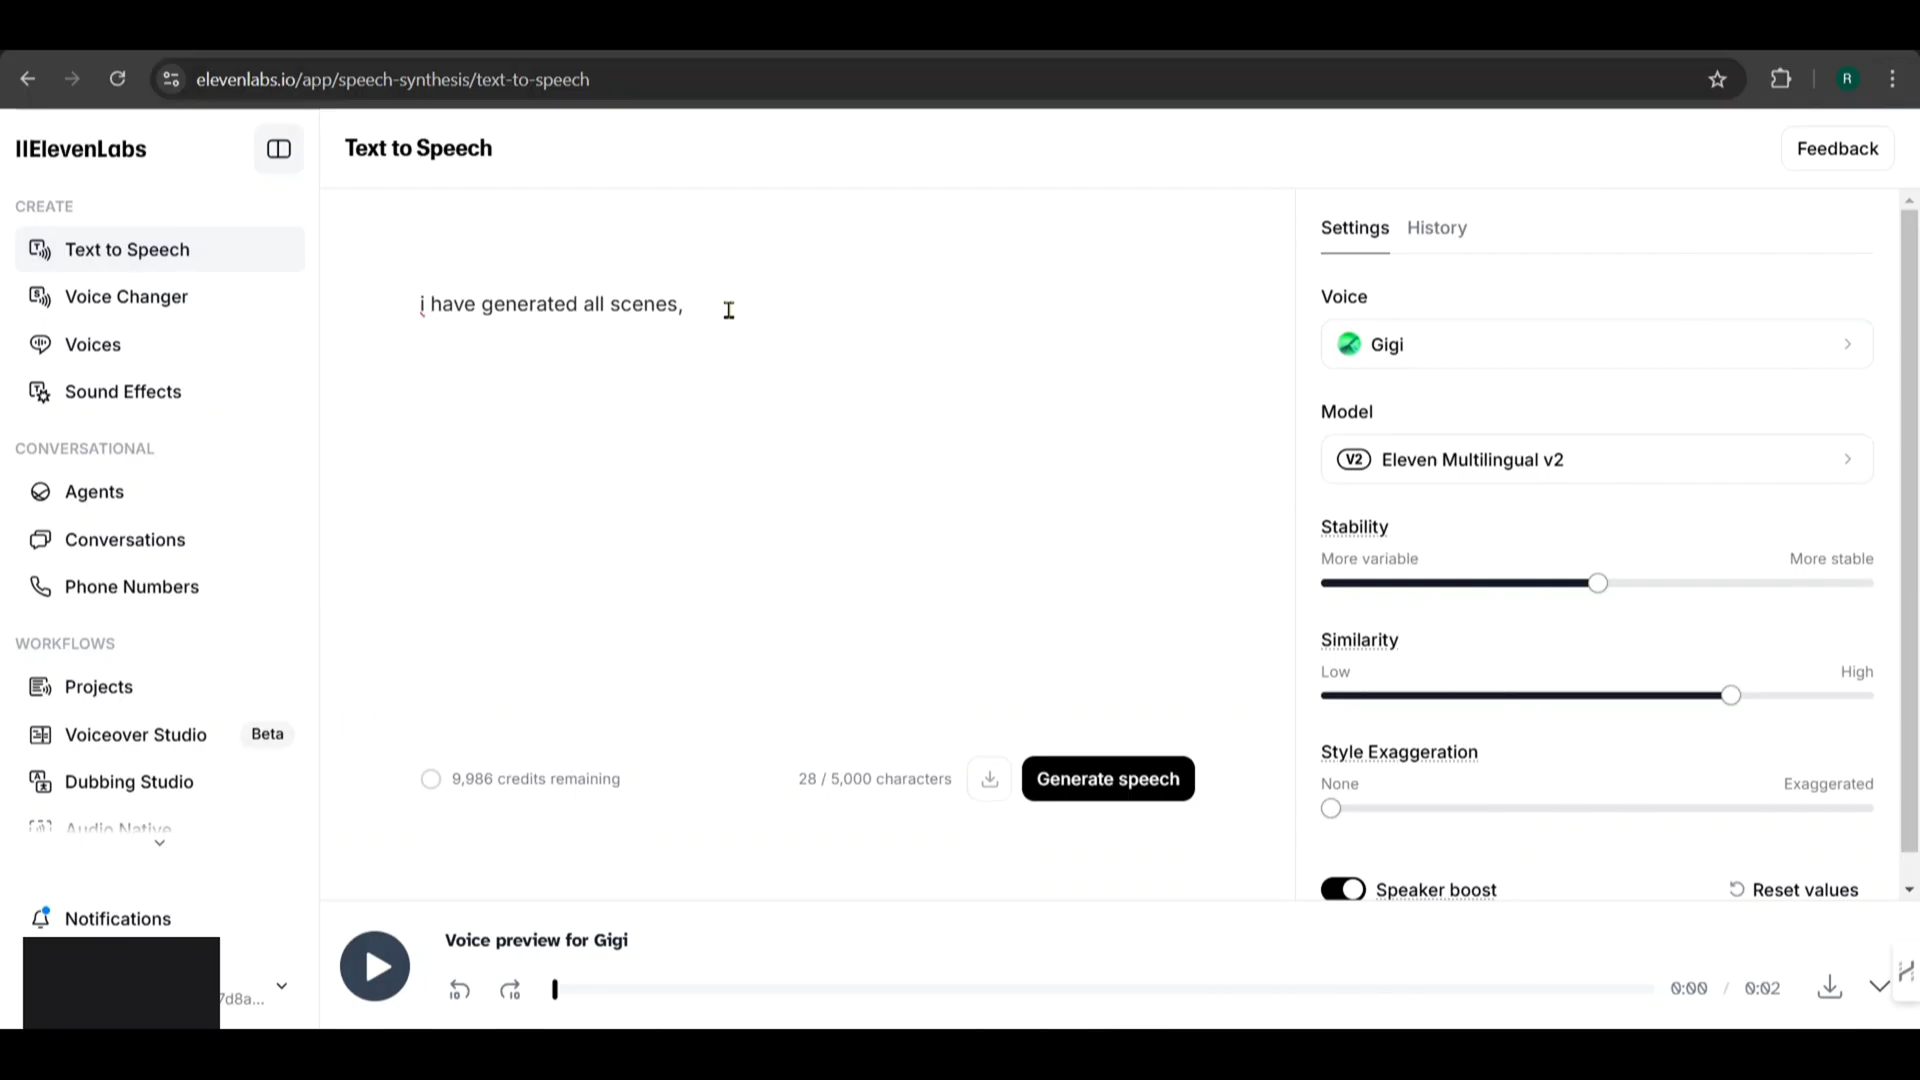 elevenlabs.io/app/speech-synthesis/text-to-speech
R
IIElevenLabs
Text to Speech
Feedback
CREATE
Text to Speech
Voice Changer
Voices
Sound Effects
CONVERSATIONAL
Agents
Conversations
Phone Numbers
WORKFLOWS
Projects
Voiceover Studio Beta
Dubbing Studio
Audio Native
Notifications
7d8a...
i have generated all scenes,
9,986 credits remaining
28 / 5,000 characters
Generate speech
Settings History
Voice
Gigi
Model
V2 Eleven Multilingual v2
Stability
More variable More stable
Similarity
Low High
Style Exaggeration
None Exaggerated
Speaker boost
Reset values
Voice preview for Gigi
10 10
0:00 / 0:02